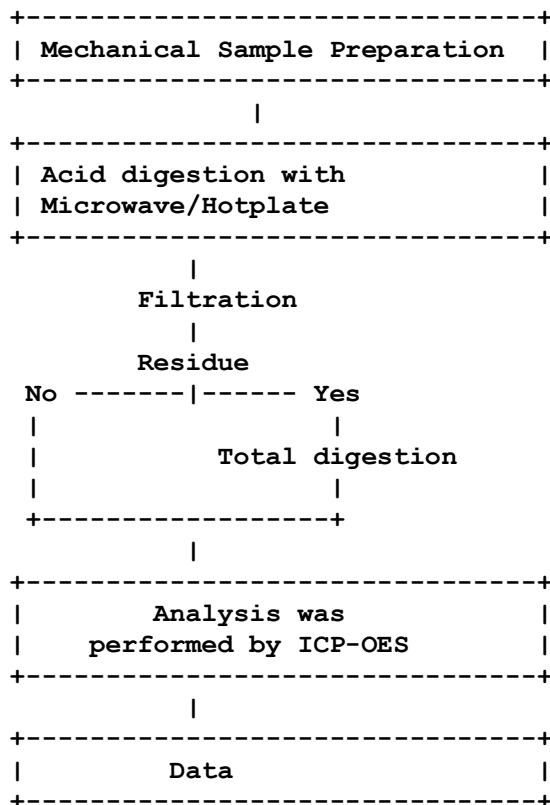 Mechanical Sample Preparation
Acid digestion with
Microwave/Hotplate
Filtration
Residue
No Yes
Total digestion
Analysis was
performed by ICP-OES
Data